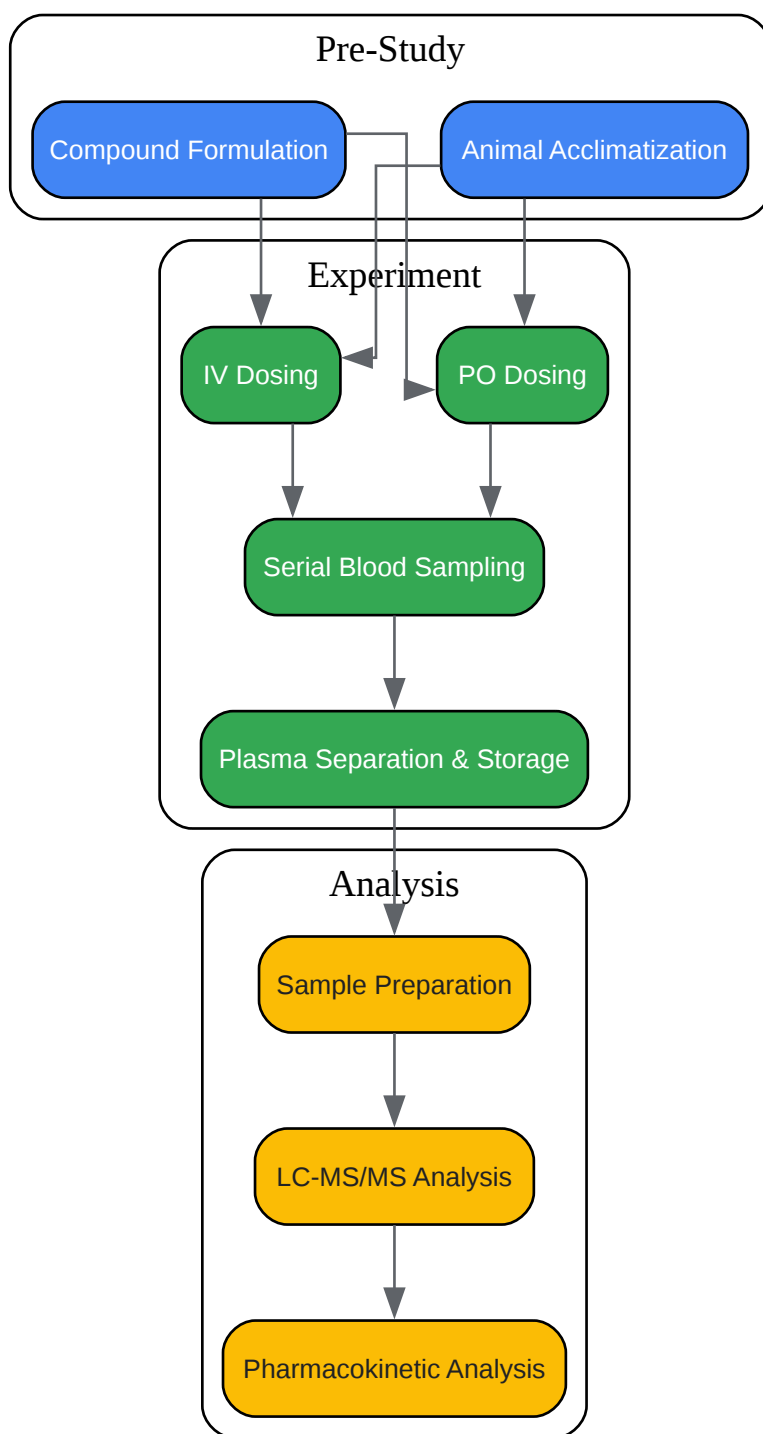 Pre-Study
Compound Formulation
Animal Acclimatization
Experiment
IV Dosing
PO Dosing
Serial Blood Sampling
Plasma Separation & Storage
Analysis
Sample Preparation
LC-MS/MS Analysis
Pharmacokinetic Analysis